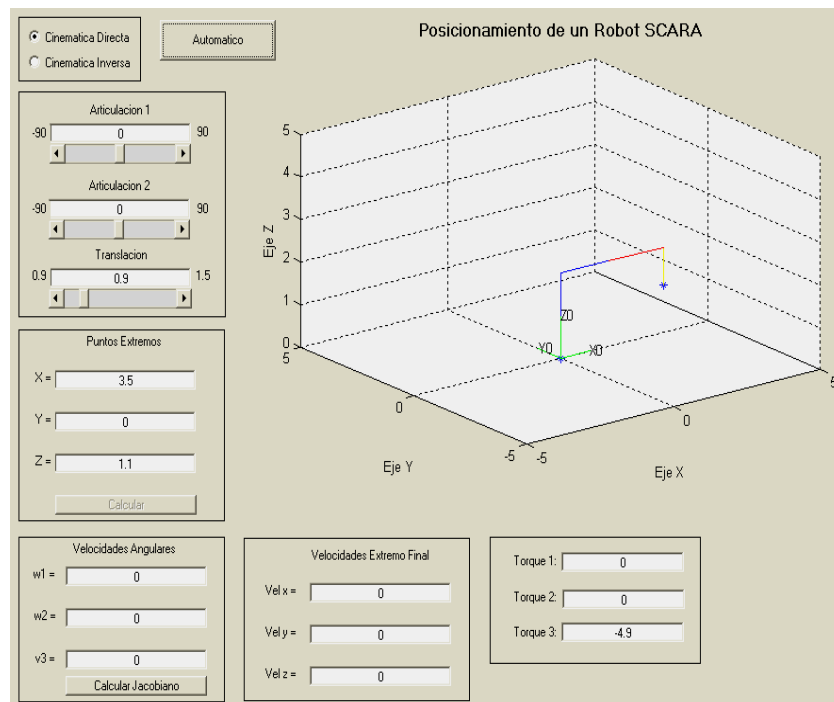 Cinematica Directa
Cinematica Inversa
Automatico
Posicionamiento de un Robot SCARA
Articulacion 1
-90 0 90
Articulacion 2
-90 0 90
Translacion
0.9 0.9 1.5
Puntos Extremos
X = 3.5
Y = 0
Z = 1.1
Calcular
5
4
3
2
1
0
Eje Z
5
0
-5
Eje Y
-5
0
5
Eje X
Z0
Y0
X0
Velocidades Angulares
w1 = 0
w2 = 0
v3 = 0
Calcular Jacobiano
Velocidades Extremo Final
Vel x = 0
Vel y = 0
Vel z = 0
Torque 1: 0
Torque 2: 0
Torque 3: -4.9